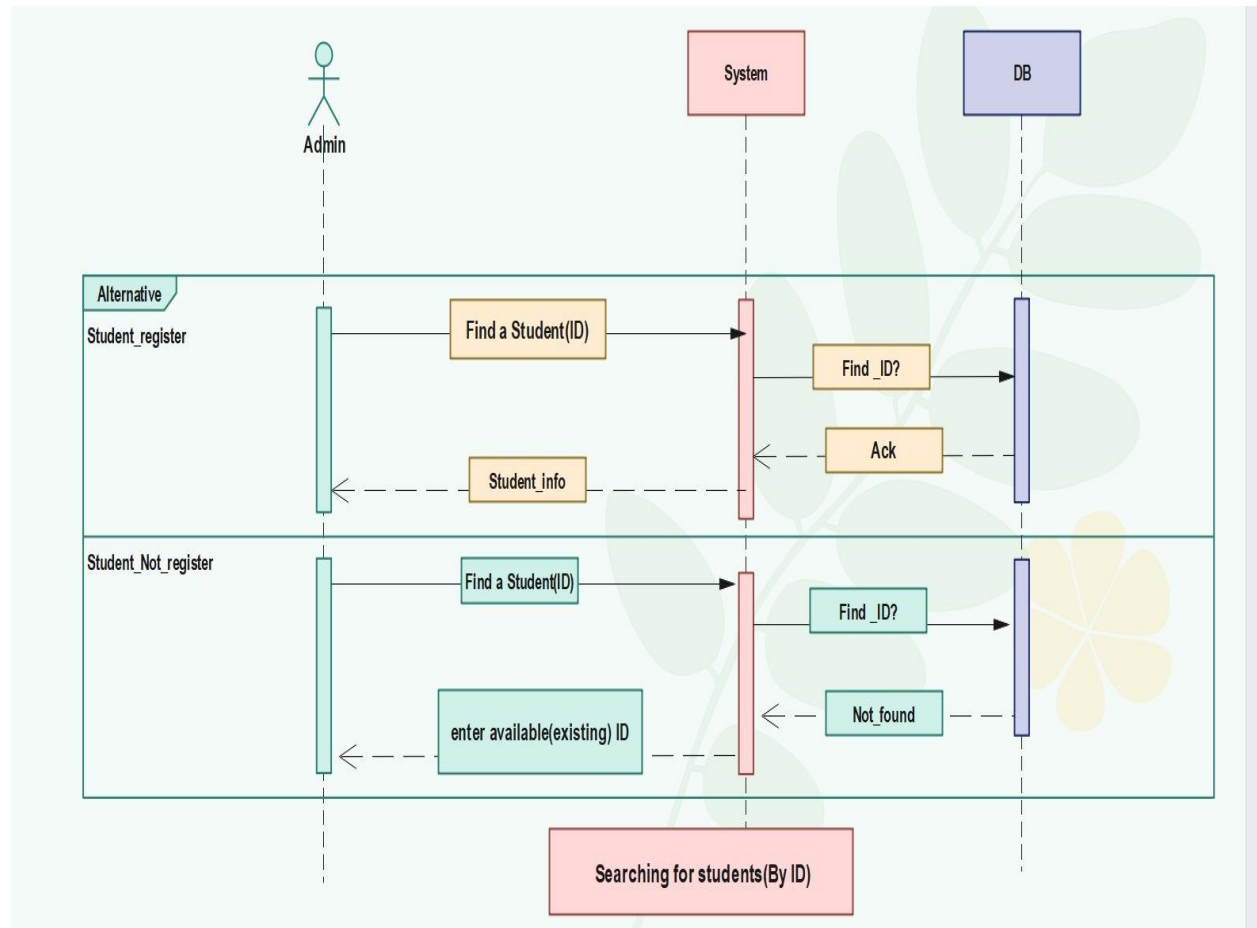 Admin
System
DB
Alternative
Student_register
Find a Student(ID)
Find _ID?
Ack
Student_info
Student_Not_register
Find a Student(ID)
Find _ID?
Not_found
enter available(existing) ID
Searching for students(By ID)